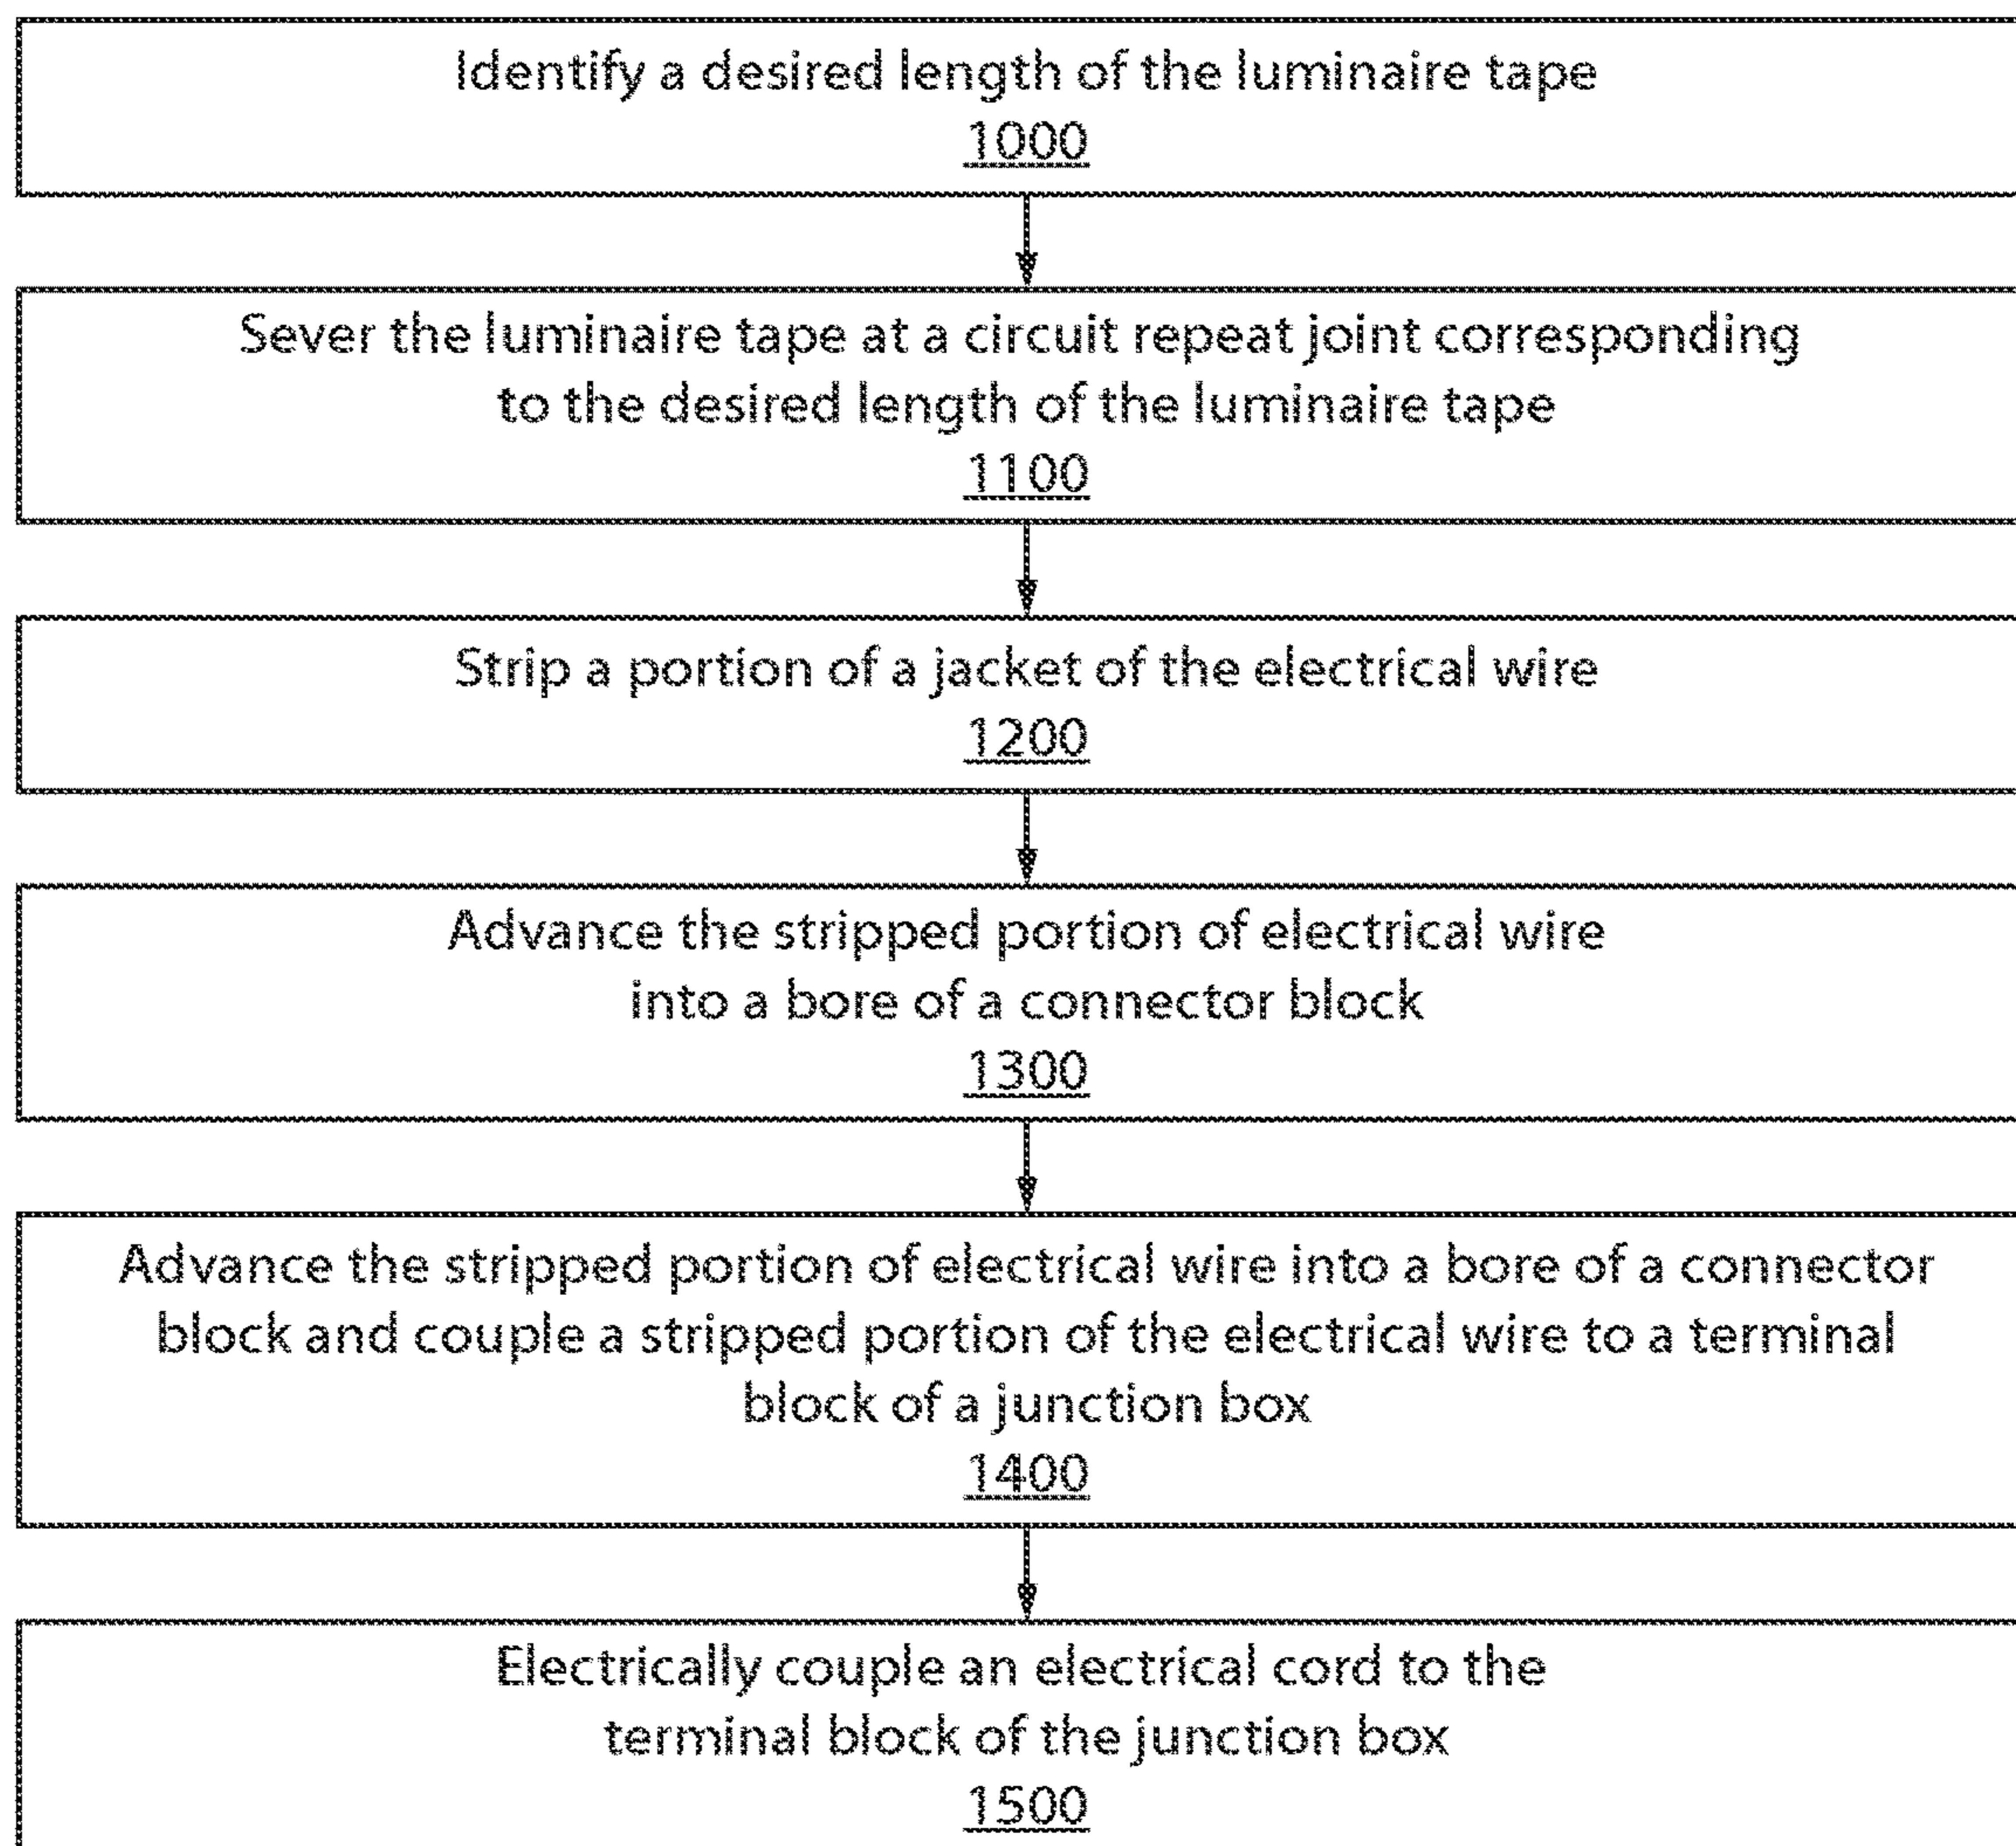 Identify a desired length of the luminaire tape
1000
Sever the luminaire tape at a circuit repeat joint corresponding
to the desired length of the luminaire tape
1100
Strip a portion of a jacket of the electrical wire
1200
Advance the stripped portion of electrical wire
into a bore of a connector block
1300
Advance the stripped portion of electrical wire into a bore of a connector
block and couple a stripped portion of the electrical wire to a terminal
block of a junction box
1400
Electrically couple an electrical cord to the
terminal block of the junction box
1500